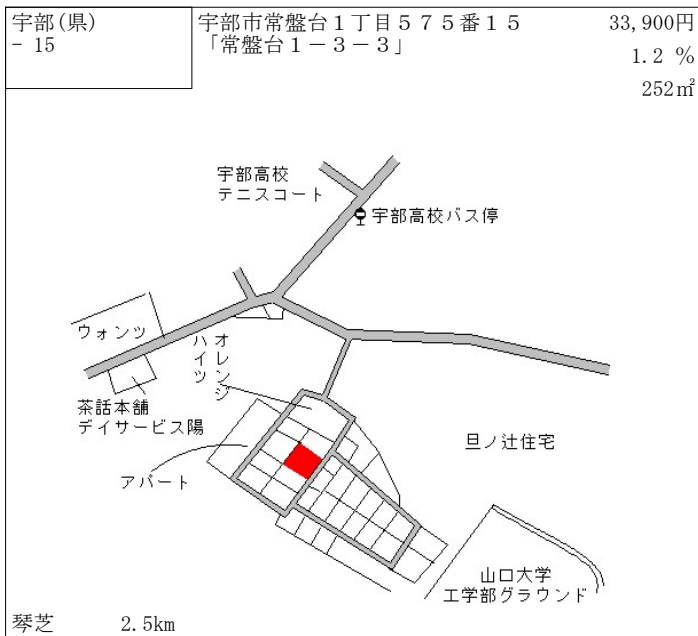 宇部(県)
- 15
宇部市常盤台１丁目５７５番１５
「常盤台１－３－３」
33,900円
1.2 %
252㎡
宇部高校
テニスコート
宇部高校バス停
ウォンツ
オレンジ
ハイツ
茶話本舗
デイサービス陽
アパート
旦ノ辻住宅
山口大学
工学部グラウンド
琴芝 2.5km